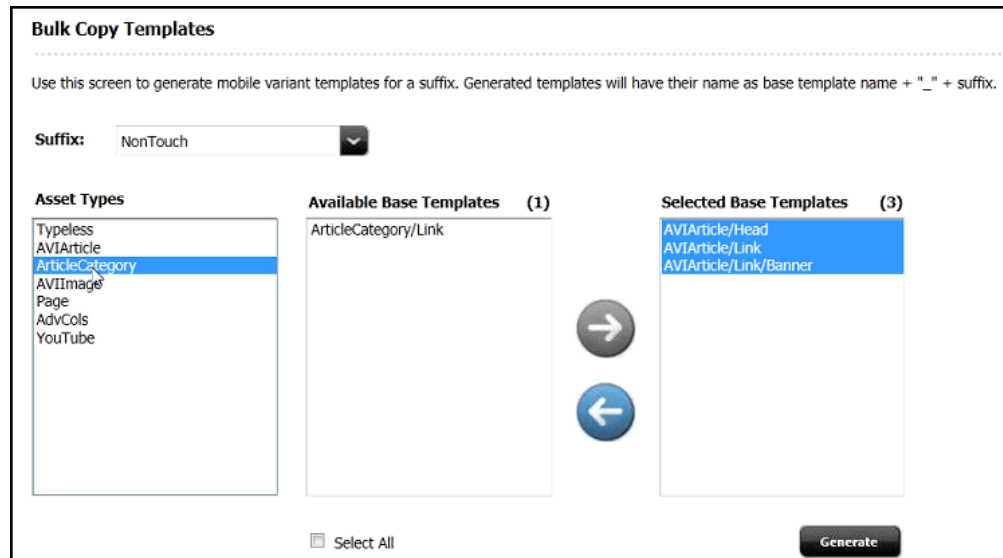 Bulk Copy Templates
Use this screen to generate mobile variant templates for a suffix. Generated templates will have their name as base template name + "_" + suffix.
Suffix: NonTouch
Asset Types
Typeless
AVIArticle
ArticleCategory
AVIImage
Page
AdvCols
YouTube
Available Base Templates (1)
ArticleCategory/Link
Select All
Selected Base Templates (3)
AVIArticle/Head
AVIArticle/Link
AVIArticle/Link/Banner
Generate